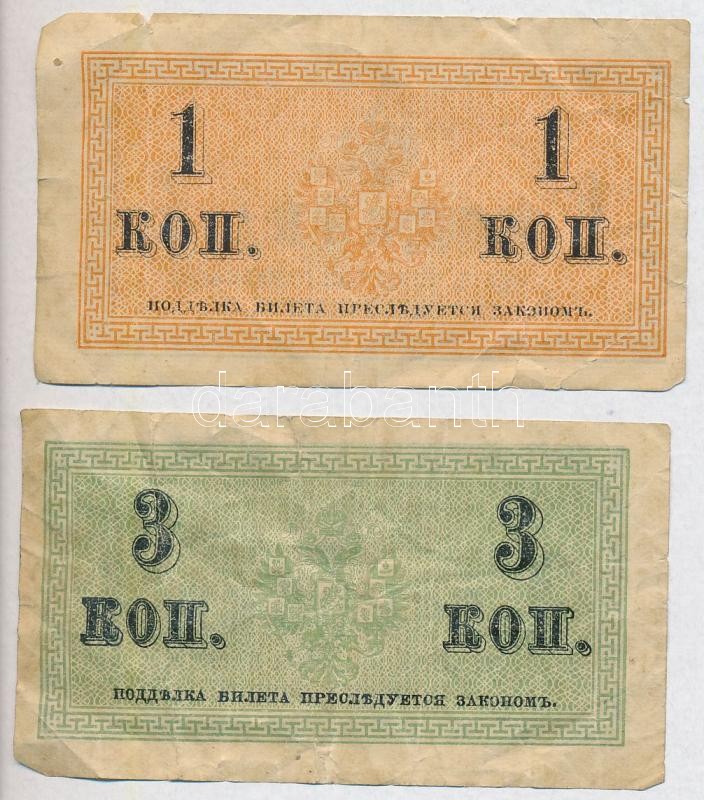 1 1
КОП. КОП.
ПОДДѢЛКА БИЛЕТА ПРЕСЛѢДУЕТСЯ ЗАКОНОМЪ.
darabanth
3 3
КОП. КОП.
ПОДДѢЛКА БИЛЕТА ПРЕСЛѢДУЕТСЯ ЗАКОНОМЪ.